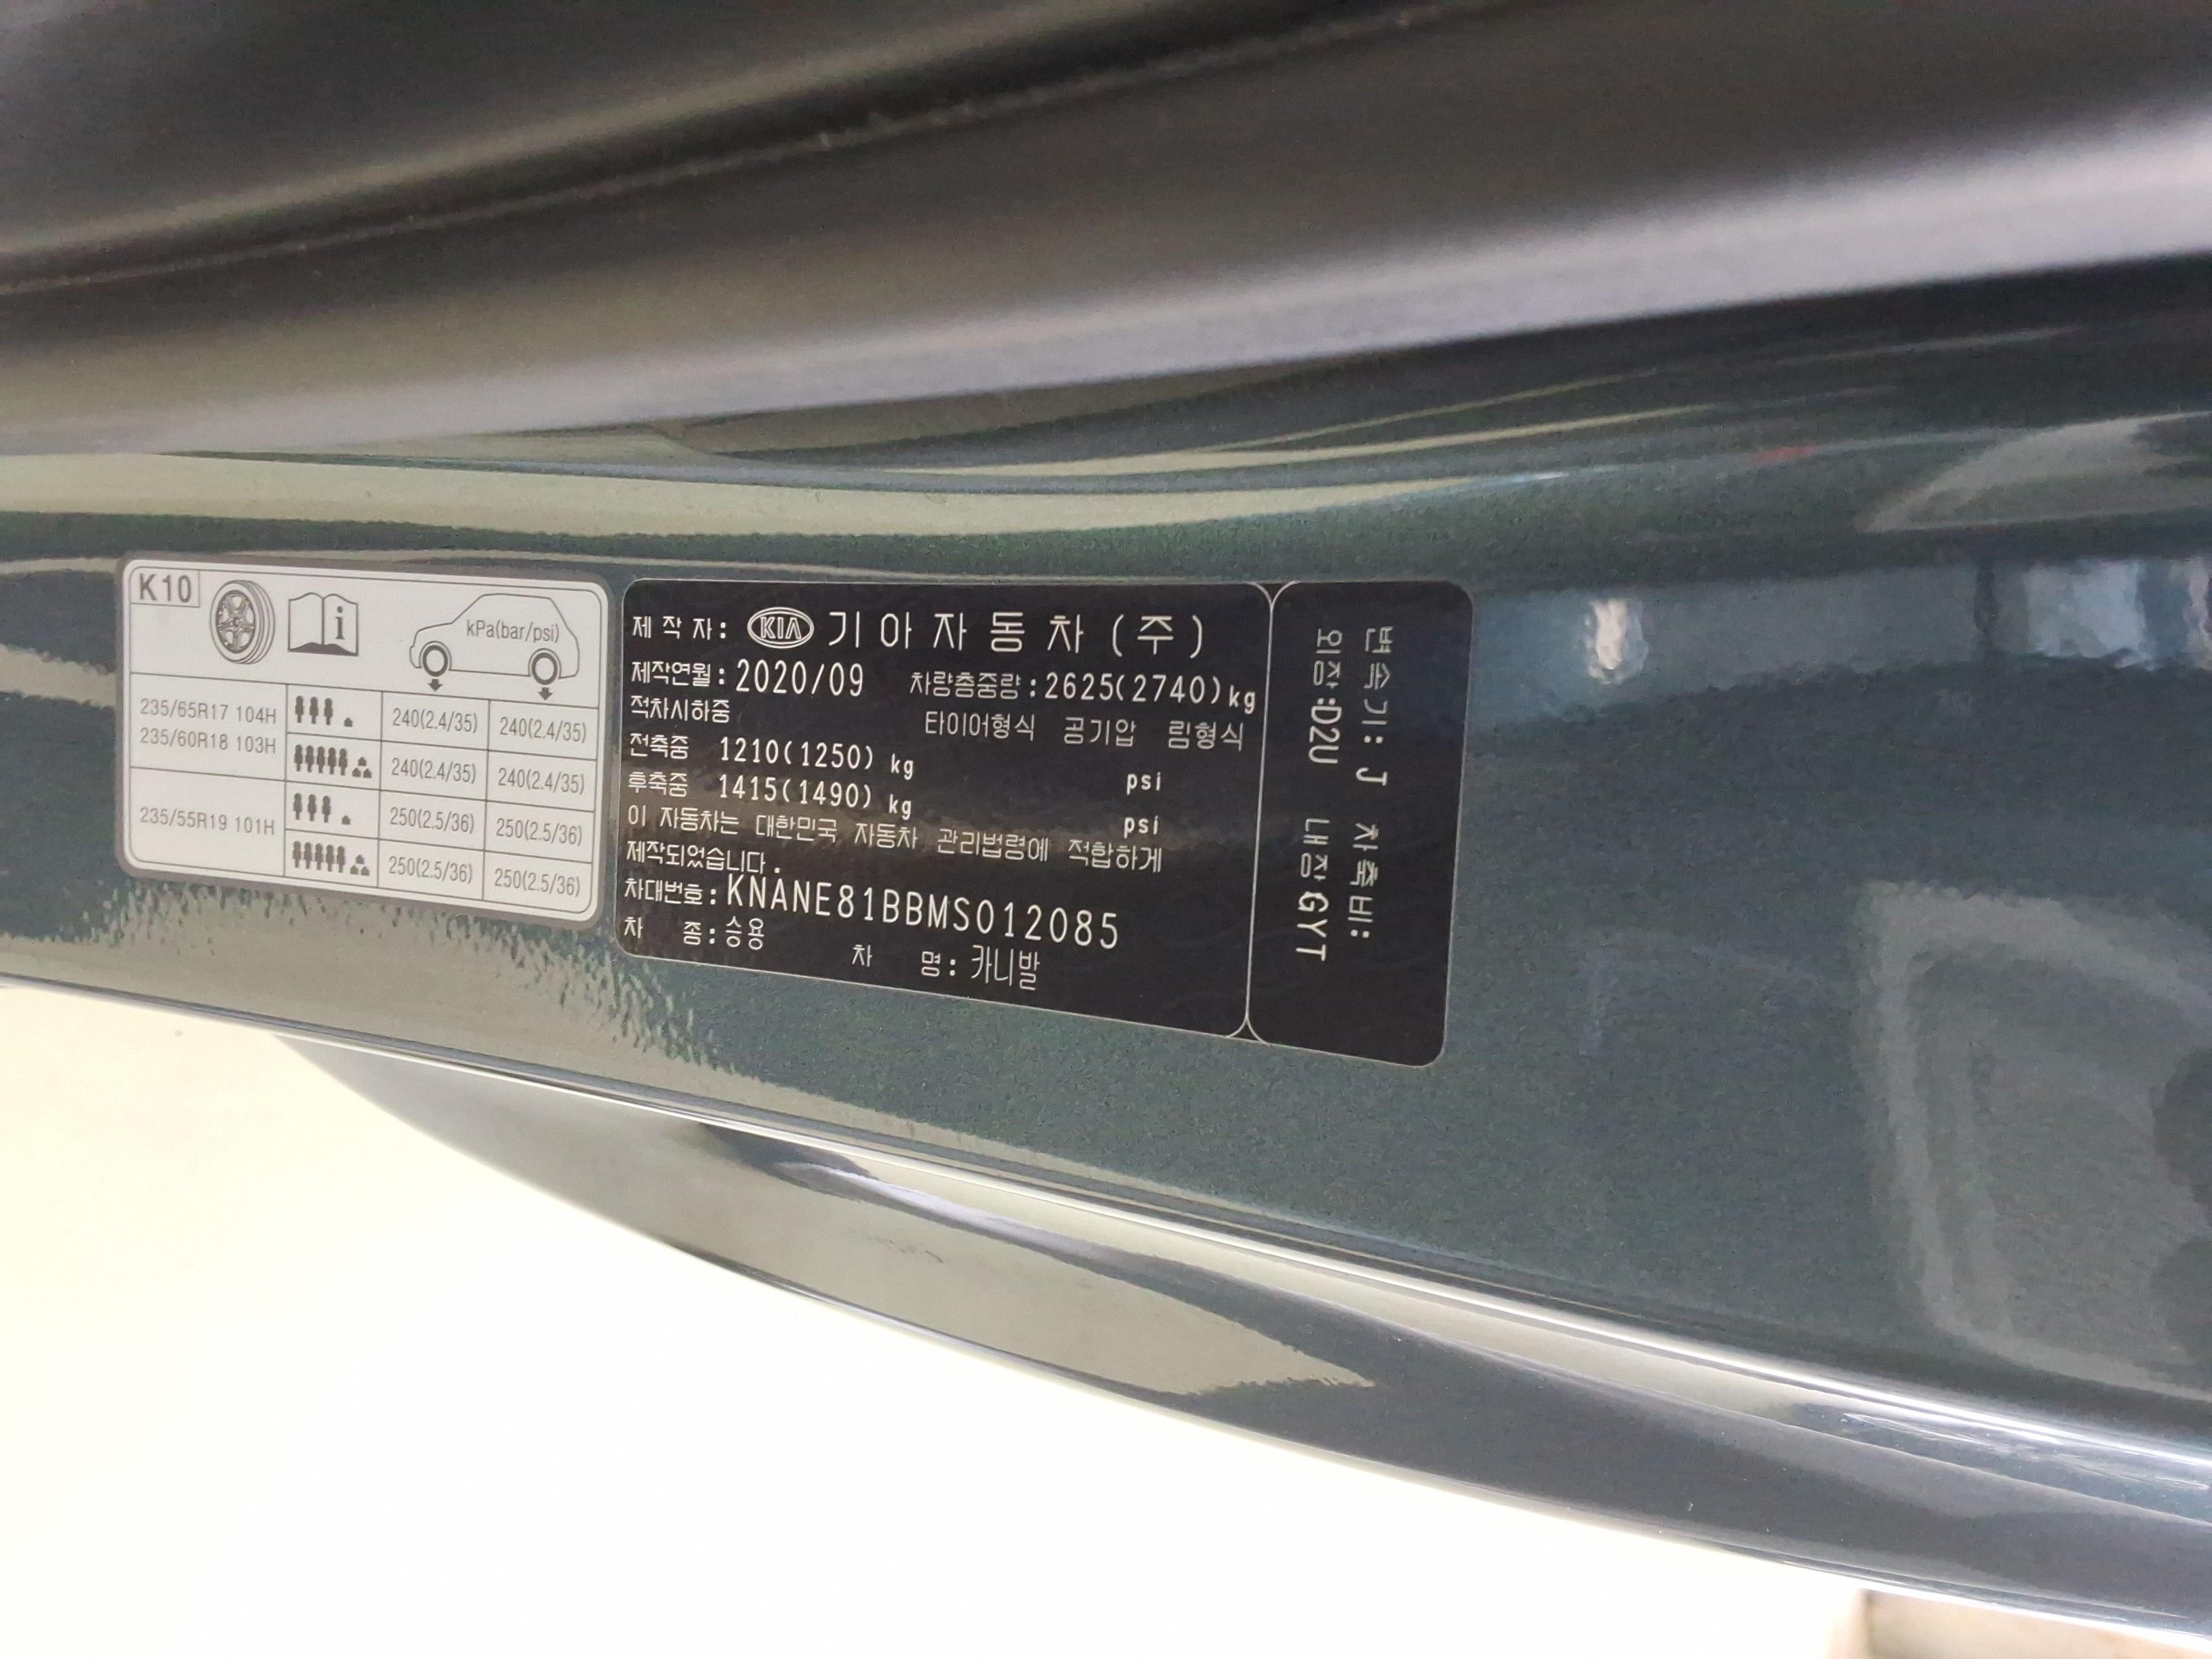 K10
i
kPa(bar/psi)
235/65R17 104H
235/60R18 103H
240(2.4/35) 240(2.4/35)
240(2.4/35) 240(2.4/35)
235/55R19 101H
250(2.5/36) 250(2.5/36)
250(2.5/36) 250(2.5/36)
제 작 자: KIA 기아자동차(주)
제작연월: 2020/09 차량총중량: 2625(2740)kg
적차시하중 타이어형식 공기압 림형식
전축중 1210(1250) kg psi
후축중 1415(1490) kg psi
이 자동차는 대한민국 자동차 관리법령에 적합하게
제작되었습니다.
차대번호: KNANE81BBMS012085
차 종: 승용 차 명: 카니발
변속기: J 차축비:
외장:D2U 내장GYT